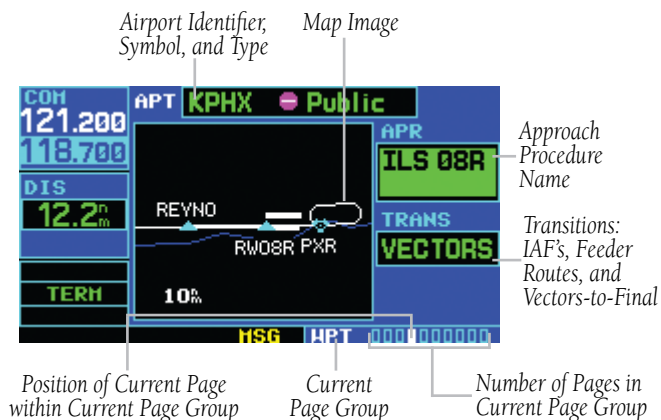 Airport Identifier,
Symbol, and Type
Map Image
COM
121.200
118.700
DIS
12.2nm
TERM
APT KPHX Public
REYNO
RW08R PXR
10nm
APR
ILS 08R
TRANS
VECTORS
MSG WPT
Approach
Procedure
Name
Transitions:
IAF's, Feeder
Routes, and
Vectors-to-Final
Position of Current Page
within Current Page Group
Current
Page Group
Number of Pages in
Current Page Group